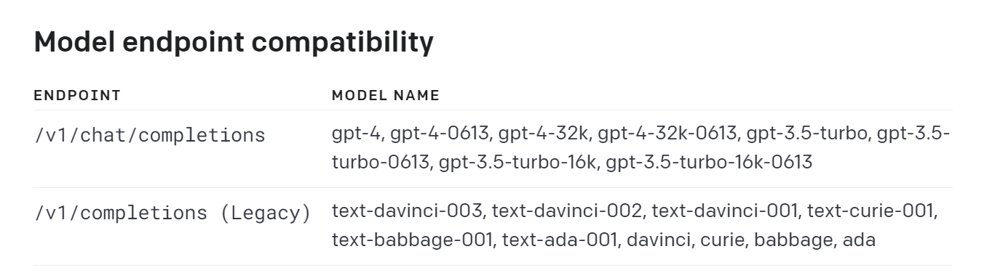 Model endpoint compatibility
ENDPOINT MODEL NAME
/v1/chat/completions gpt-4, gpt-4-0613, gpt-4-32k, gpt-4-32k-0613, gpt-3.5-turbo, gpt-3.5-
turbo-0613, gpt-3.5-turbo-16k, gpt-3.5-turbo-16k-0613
/v1/completions (Legacy) text-davinci-003, text-davinci-002, text-davinci-001, text-curie-001,
text-babbage-001, text-ada-001, davinci, curie, babbage, ada